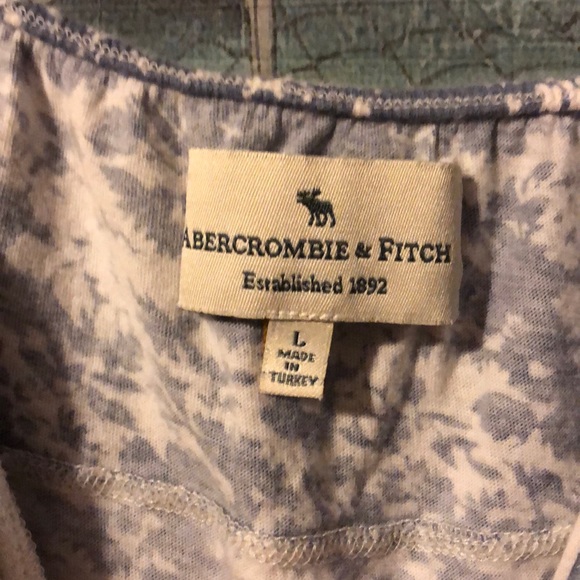 ABERCROMBIE & FITCH
Established 1892
L
MADE
IN
TURKEY